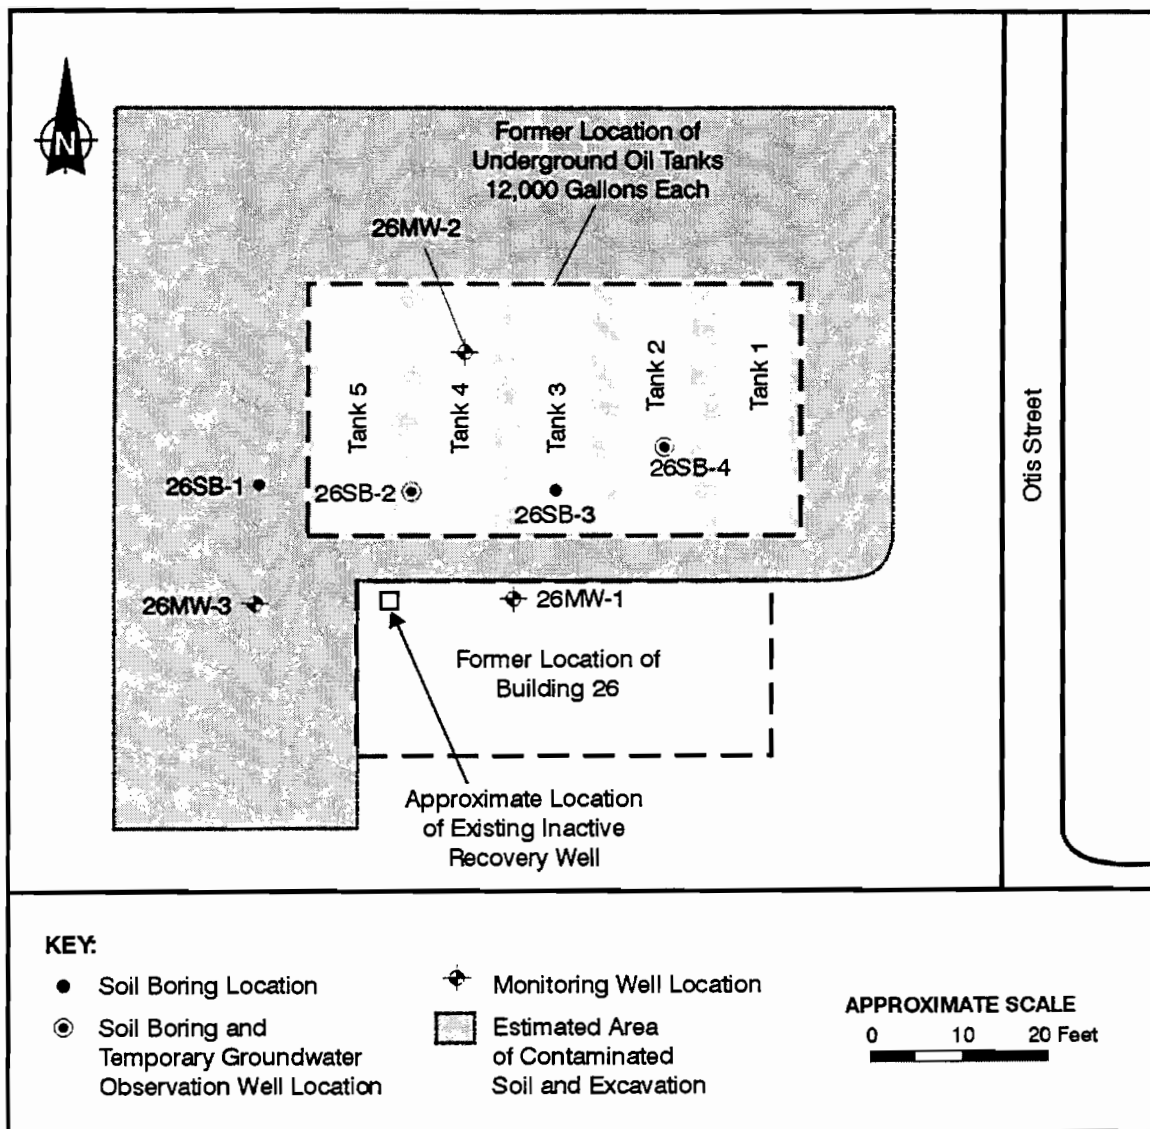 N
Former Location of
Underground Oil Tanks
12,000 Gallons Each
26MW-2
Tank 5
Tank 4
Tank 3
Tank 2
Tank 1
26SB-1
26SB-2
26SB-3
26SB-4
Otis Street
26MW-3
26MW-1
Former Location of
Building 26
Approximate Location
of Existing Inactive
Recovery Well
KEY:
Soil Boring Location
Soil Boring and
Temporary Groundwater
Observation Well Location
Monitoring Well Location
Estimated Area
of Contaminated
Soil and Excavation
APPROXIMATE SCALE
0 10 20 Feet